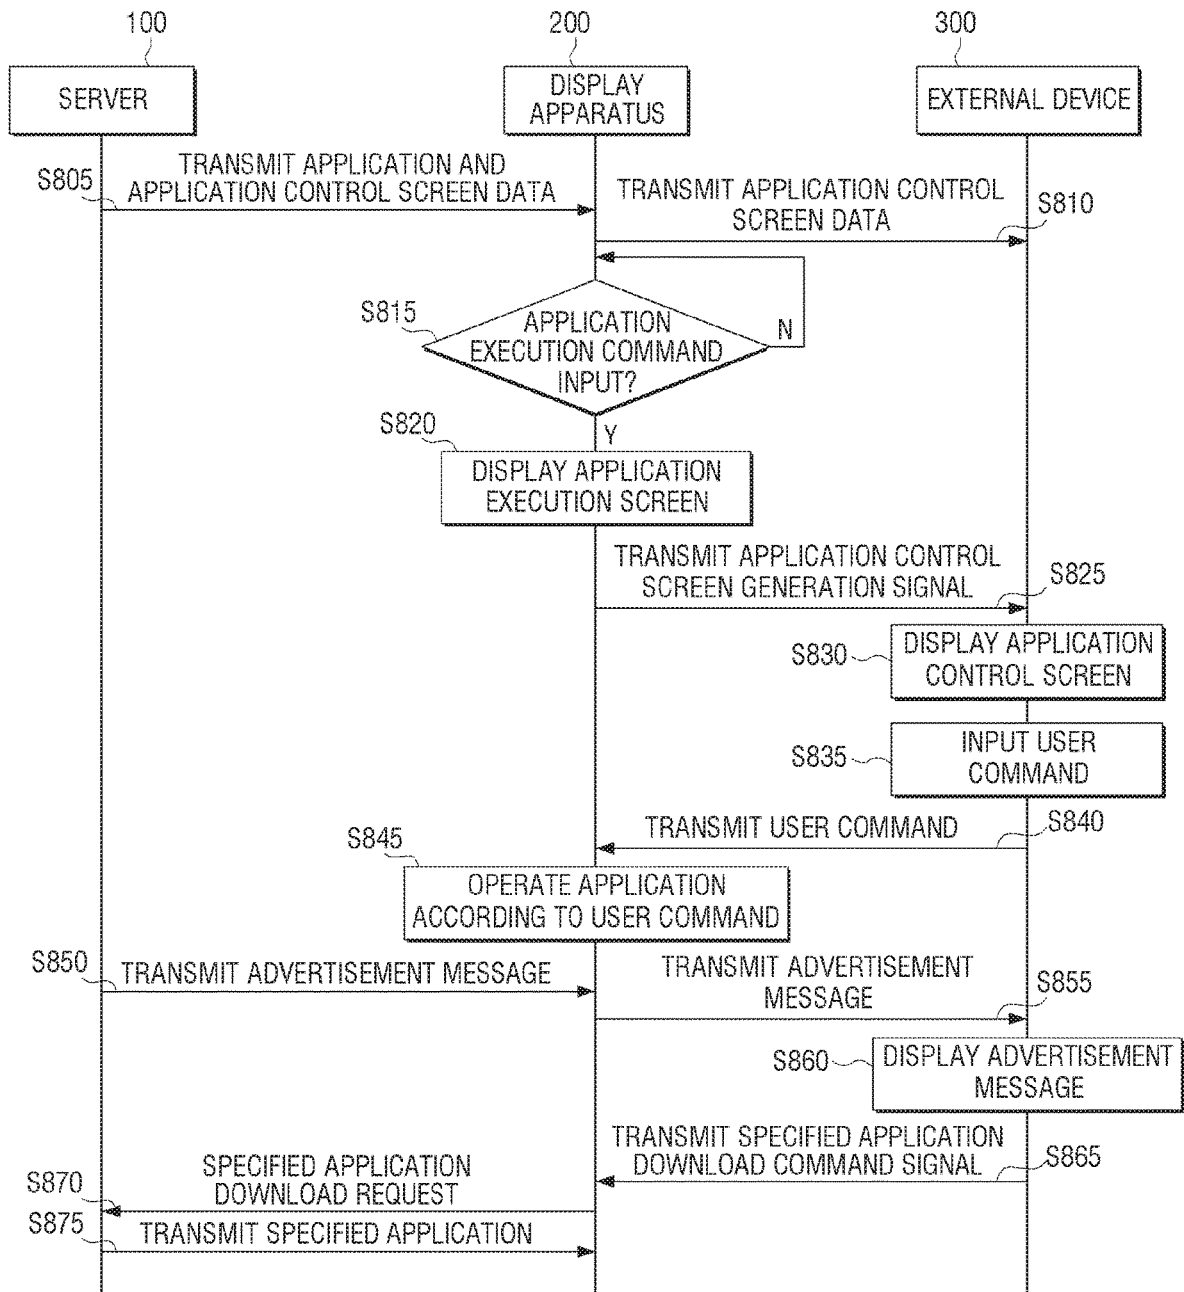 100
200
300
SERVER
DISPLAY
APPARATUS
EXTERNAL DEVICE
S805
TRANSMIT APPLICATION AND
APPLICATION CONTROL SCREEN DATA
TRANSMIT APPLICATION CONTROL
SCREEN DATA
S810
S815
APPLICATION
EXECUTION COMMAND
INPUT?
N
Y
S820
DISPLAY APPLICATION
EXECUTION SCREEN
TRANSMIT APPLICATION CONTROL
SCREEN GENERATION SIGNAL
S825
S830
DISPLAY APPLICATION
CONTROL SCREEN
S835
INPUT USER
COMMAND
TRANSMIT USER COMMAND
S840
S845
OPERATE APPLICATION
ACCORDING TO USER COMMAND
S850
TRANSMIT ADVERTISEMENT MESSAGE
TRANSMIT ADVERTISEMENT
MESSAGE
S855
S860
DISPLAY ADVERTISEMENT
MESSAGE
TRANSMIT SPECIFIED APPLICATION
DOWNLOAD COMMAND SIGNAL
S865
SPECIFIED APPLICATION
DOWNLOAD REQUEST
S870
S875
TRANSMIT SPECIFIED APPLICATION